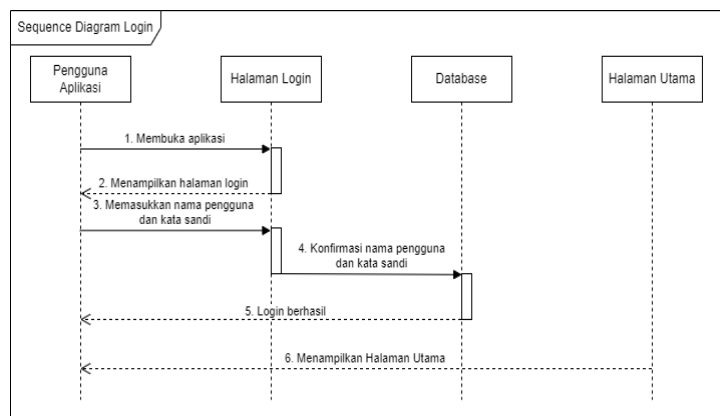 Sequence Diagram Login
Pengguna
Aplikasi
Halaman Login
Database
Halaman Utama
1. Membuka aplikasi
2. Menampilkan halaman login
3. Memasukkan nama pengguna
dan kata sandi
4. Konfirmasi nama pengguna
dan kata sandi
5. Login berhasil
6. Menampilkan Halaman Utama